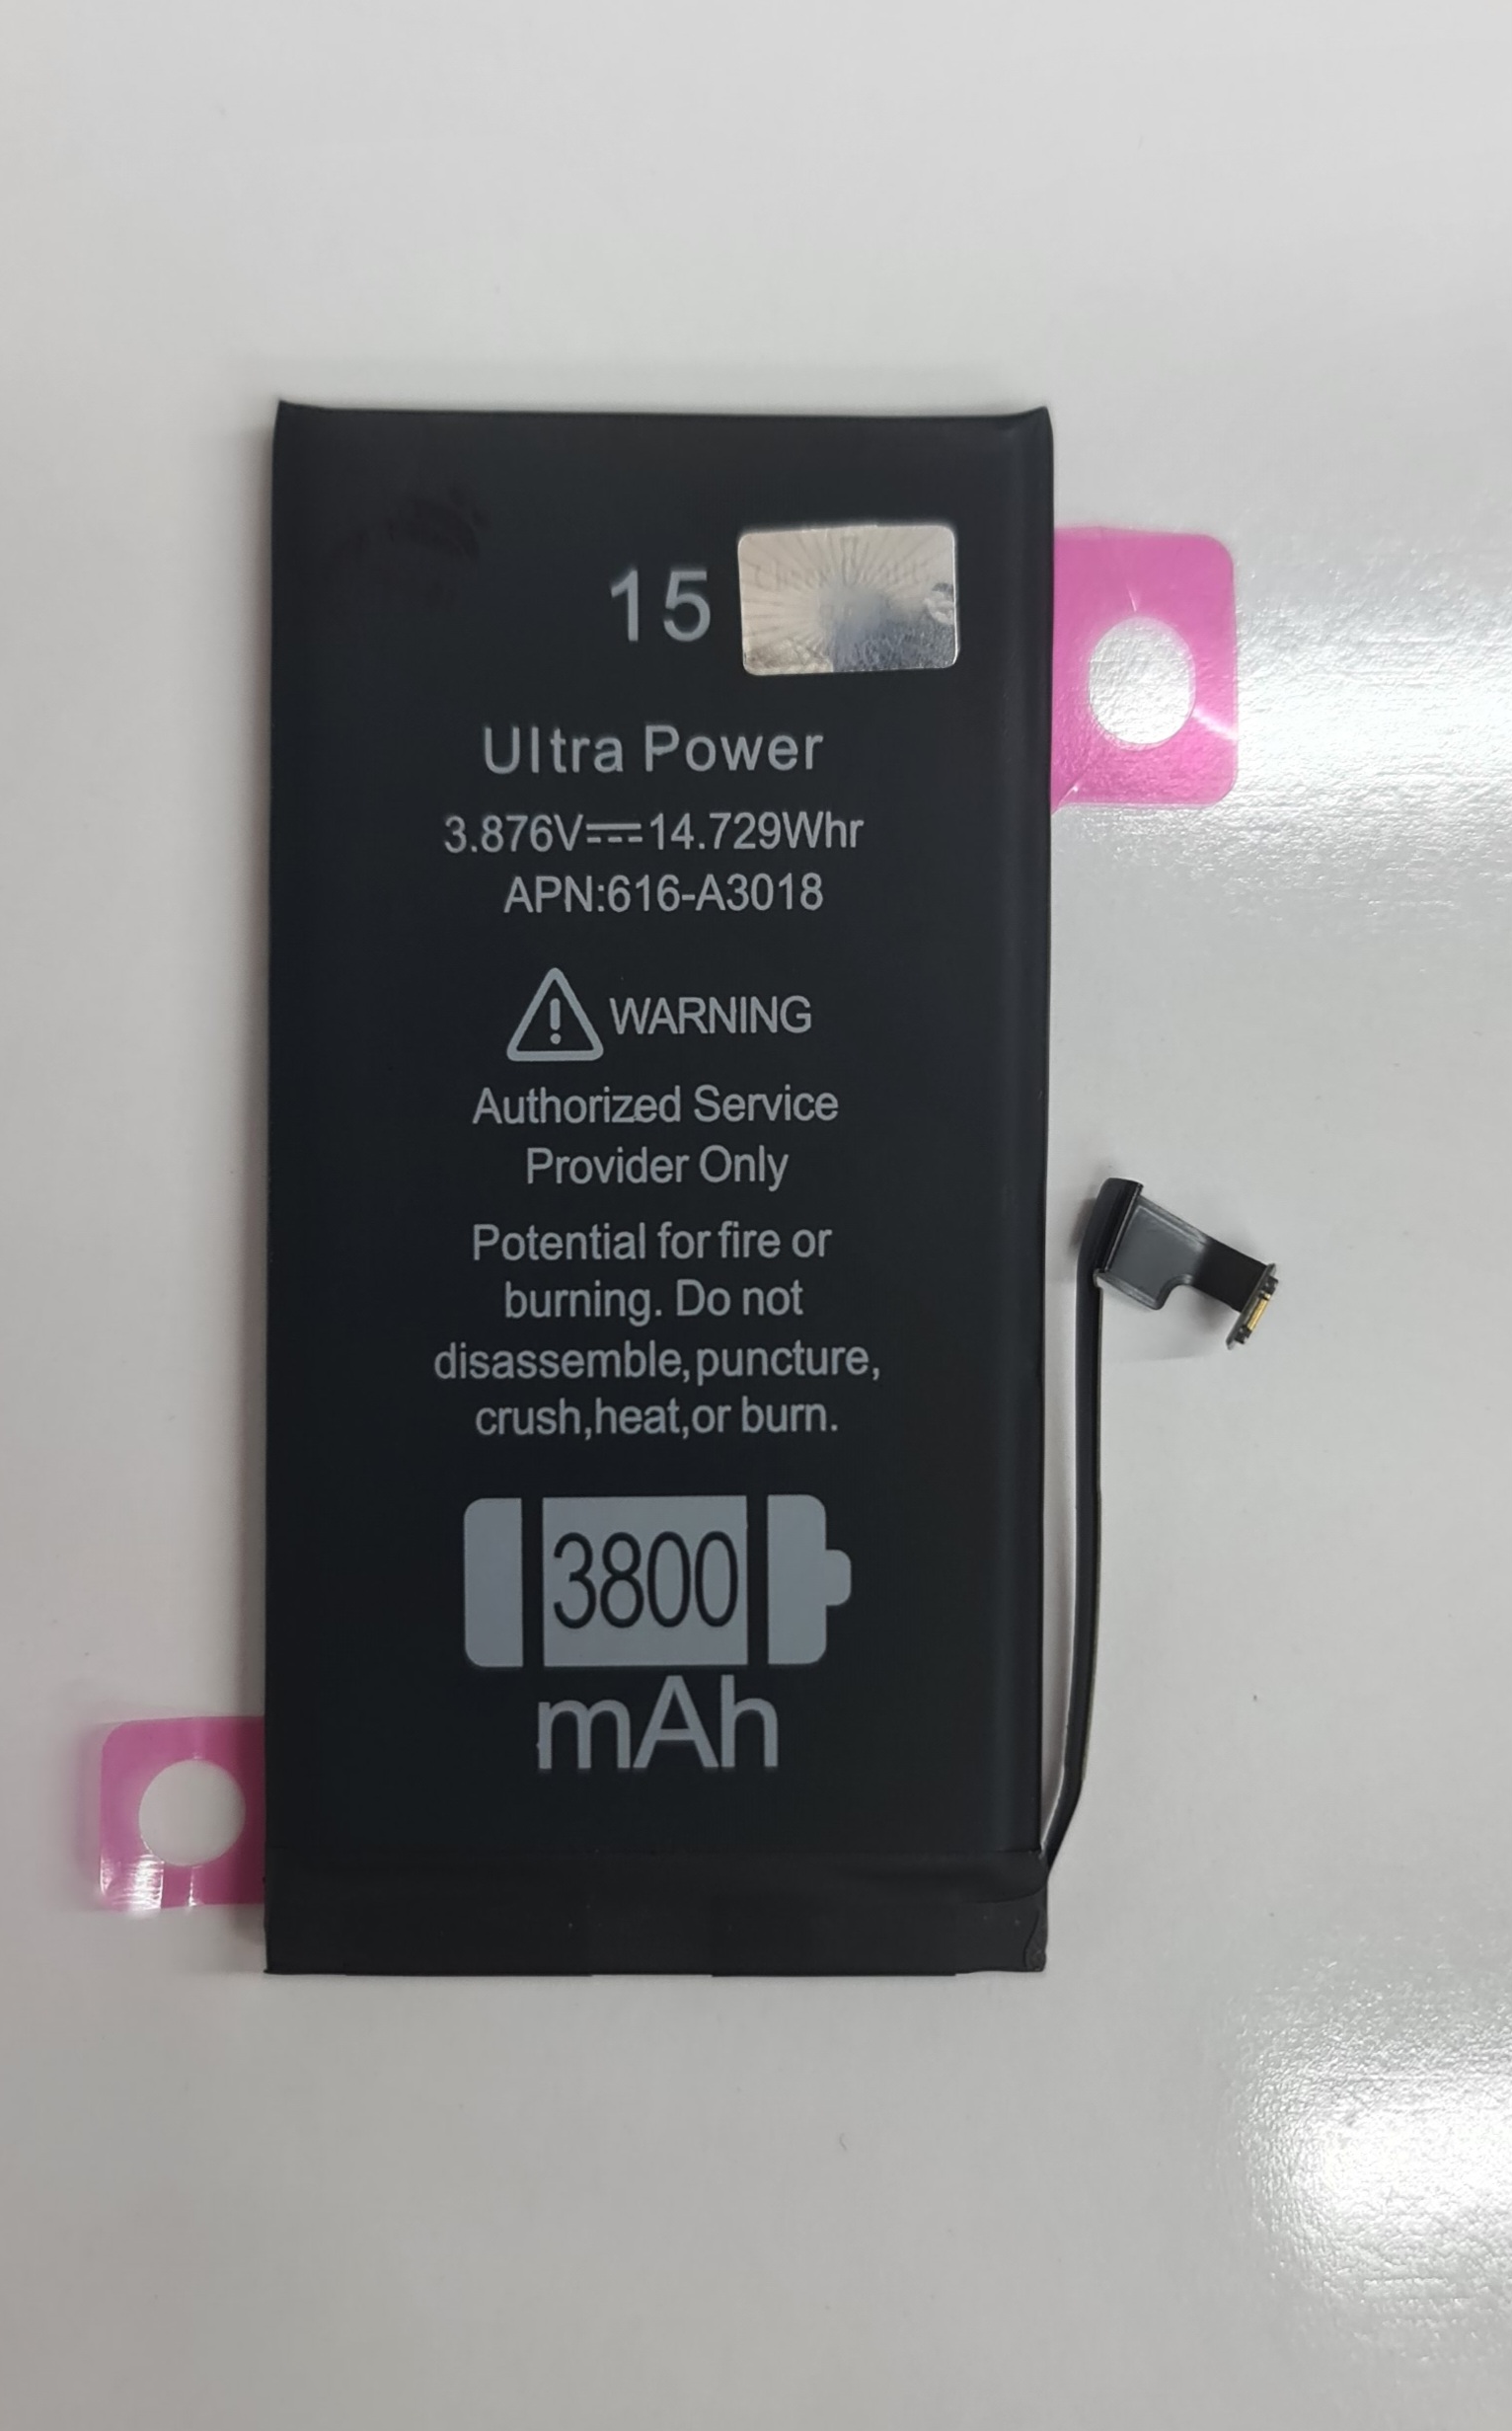 15
Ultra Power
3.876V⎓14.729Whr
APN:616-A3018
WARNING
Authorized Service
Provider Only
Potential for fire or
burning. Do not
disassemble,puncture,
crush,heat,or burn.
3800
mAh